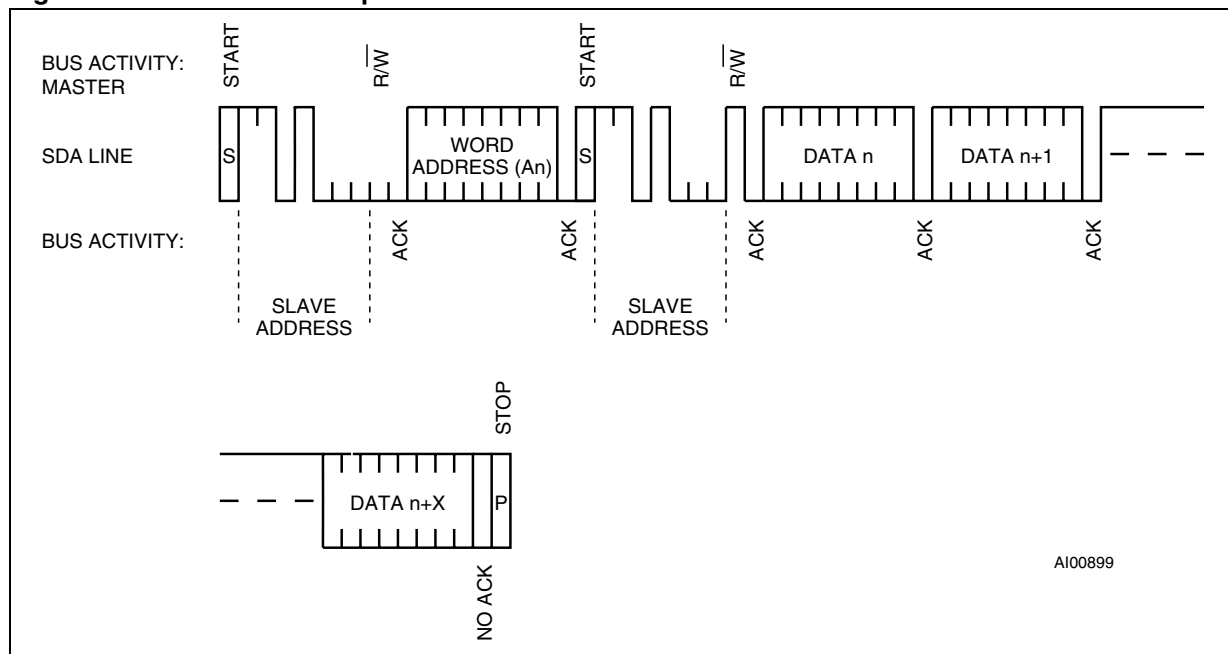 BUS ACTIVITY:
MASTER
START
R/W
START
R/W
SDA LINE
S
WORD
ADDRESS (An)
S
DATA n
DATA n+1
BUS ACTIVITY:
ACK
ACK
ACK
ACK
ACK
SLAVE
ADDRESS
SLAVE
ADDRESS
STOP
DATA n+X
P
NO ACK
AI00899